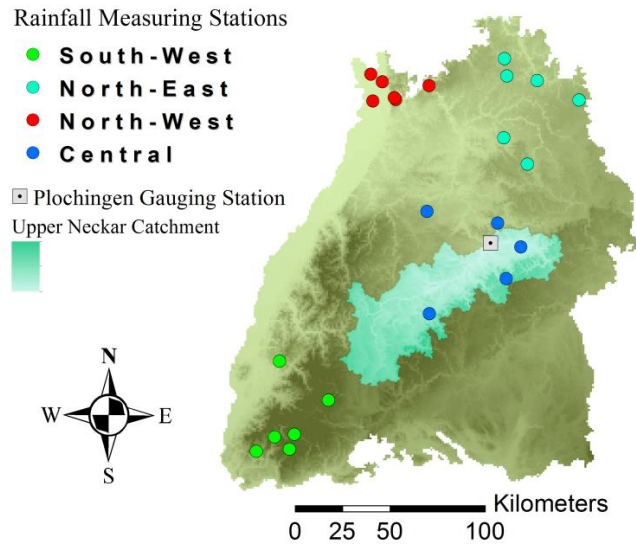 Rainfall Measuring Stations
South-West
North-East
North-West
Central
Plochingen Gauging Station
Upper Neckar Catchment
N
W E
S
Kilometers
0 25 50 100